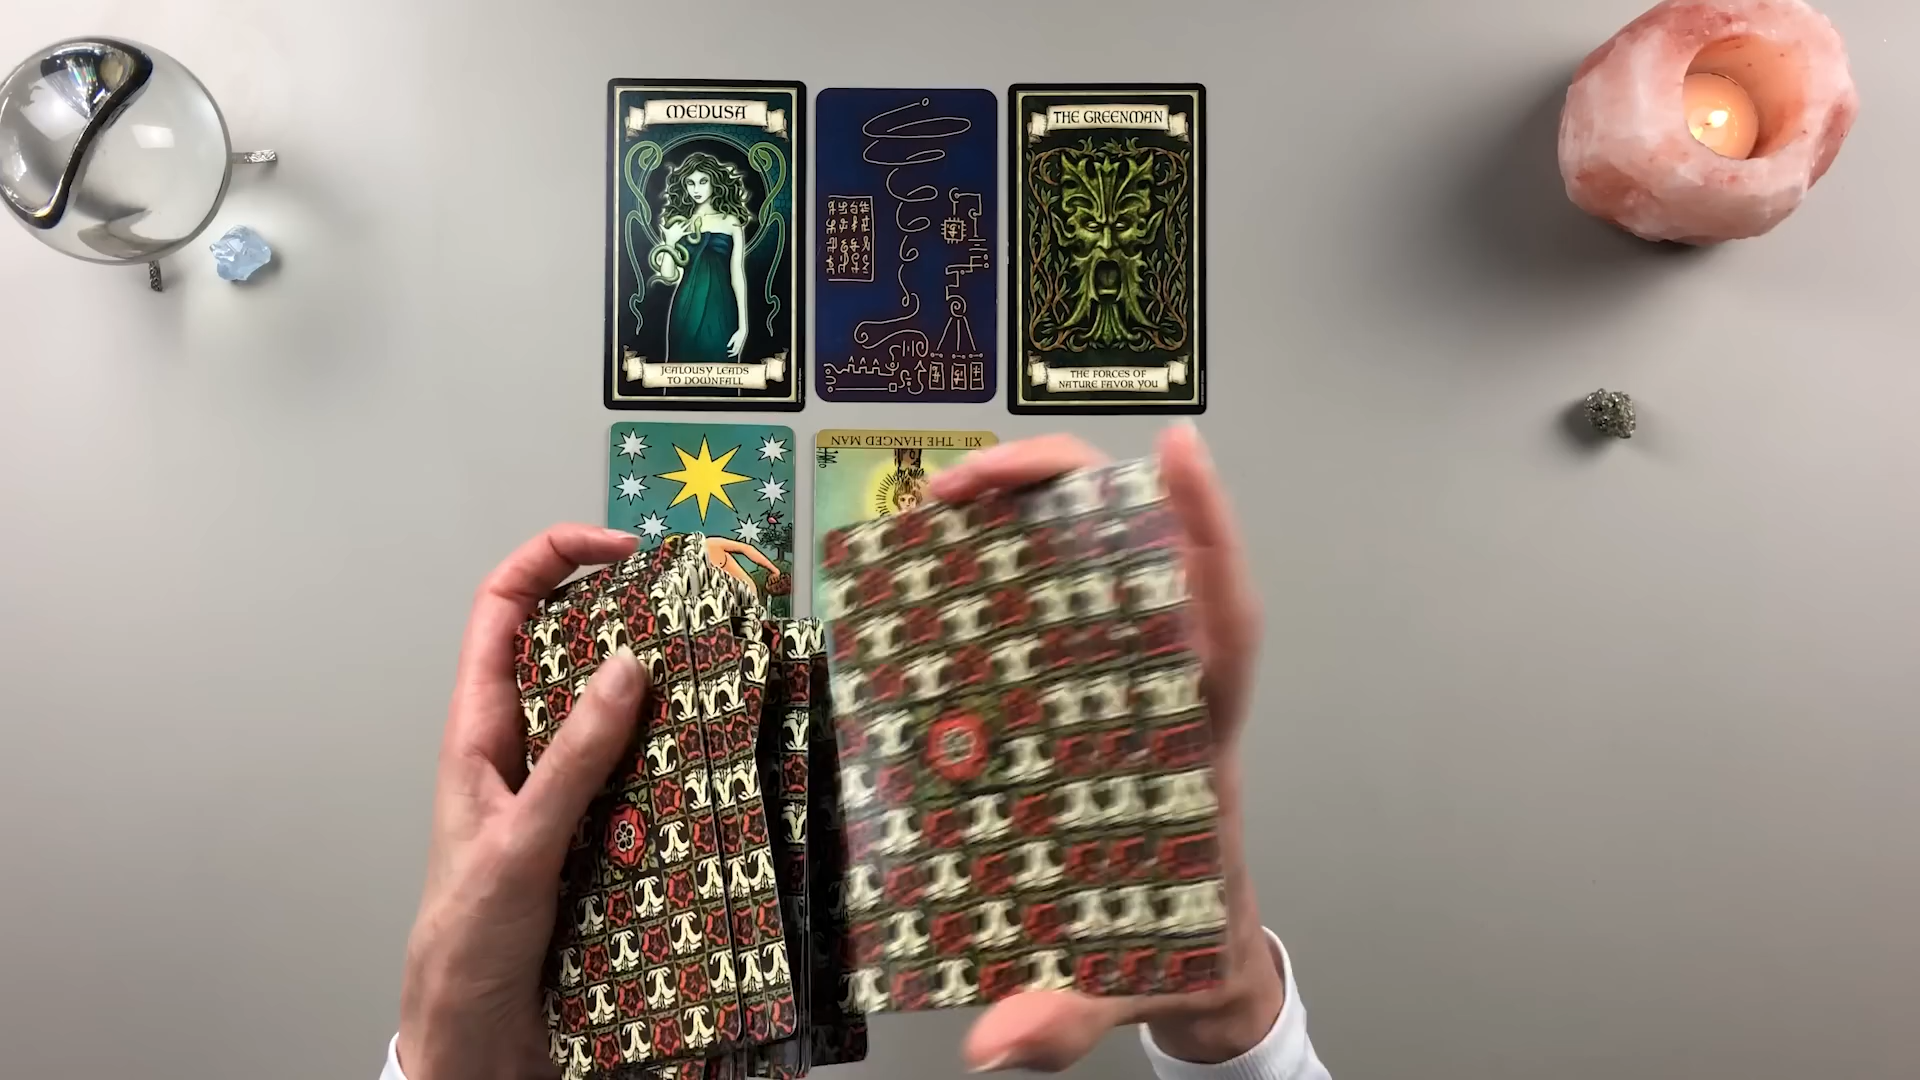 MEDUSA
JEALOUSY LEADS
TO DOWNFALL
THE GREENMAN
THE FORCES OF
NATURE FAVOR YOU
XII · THE HANGED MAN